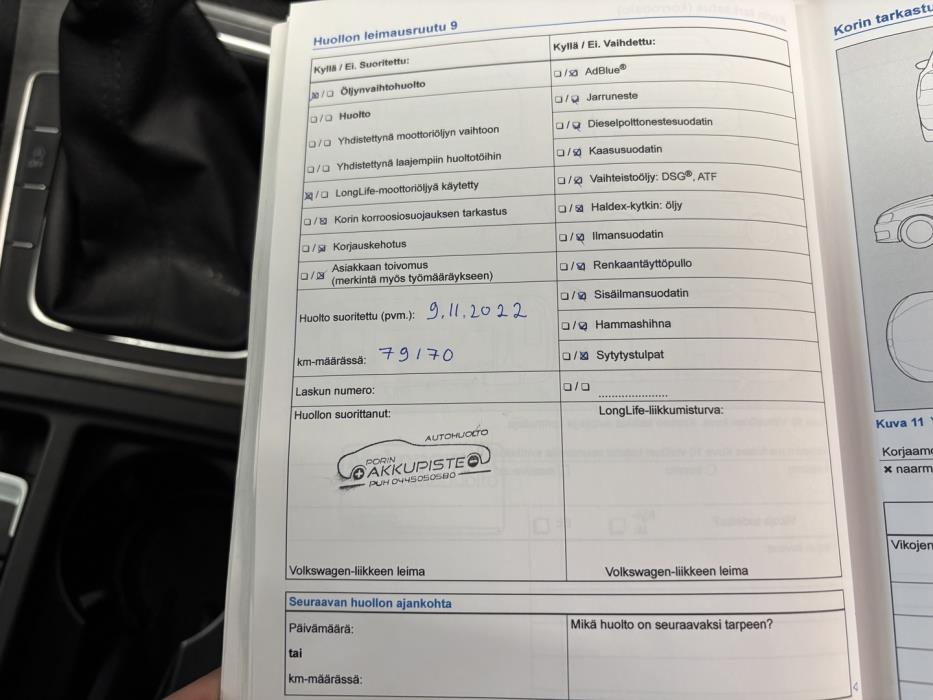 Huollon leimausruutu 9
Kyllä / Ei. Suoritettu:
Öljynvaihtohuolto
Huolto
Yhdistettynä moottoriöljyn vaihtoon
Yhdistettynä laajempiin huoltotöihin
LongLife-moottoriöljyä käytetty
Korin korroosiosuojauksen tarkastus
Korjauskehotus
Asiakkaan toivomus
(merkintä myös työmääräykseen)
Huolto suoritettu (pvm.): 9.11.2022
km-määrässä: 79170
Laskun numero:
Huollon suorittanut:
AUTOHUOLTO
PORIN
AKKUPISTE
PUH 0445050580
Volkswagen-liikkeen leima
Kyllä / Ei. Vaihdettu:
AdBlue®
Jarruneste
Dieselpolttonestesuodatin
Kaasusuodatin
Vaihteistoöljy: DSG®, ATF
Haldex-kytkin: öljy
Ilmansuodatin
Renkaantäyttöpullo
Sisäilmansuodatin
Hammashihna
Sytytystulpat
LongLife-liikkumisturva:
Volkswagen-liikkeen leima
Seuraavan huollon ajankohta
Päivämäärä:
tai
km-määrässä:
Mikä huolto on seuraavaksi tarpeen?
Korin tarkastu
Kuva 11
Korjaamo
× naarm
Vikojen